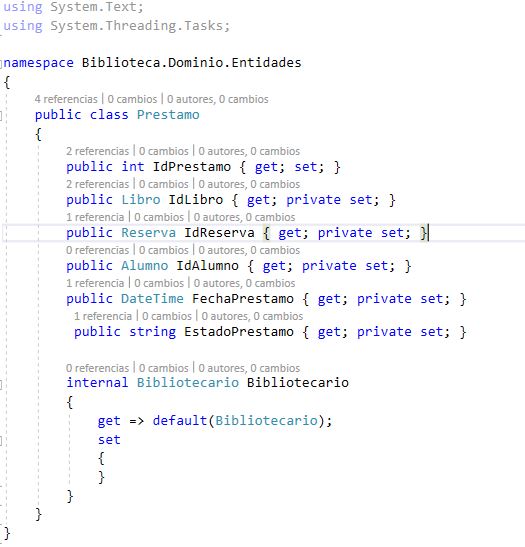 using System.Text;
using System.Threading.Tasks;
namespace Biblioteca.Dominio.Entidades
{
4 referencias | 0 cambios | 0 autores, 0 cambios
public class Prestamo
{
2 referencias | 0 cambios | 0 autores, 0 cambios
public int IdPrestamo { get; set; }
2 referencias | 0 cambios | 0 autores, 0 cambios
public Libro IdLibro { get; private set; }
1 referencia | 0 cambios | 0 autores, 0 cambios
public Reserva IdReserva { get; private set; }
0 referencias | 0 cambios | 0 autores, 0 cambios
public Alumno IdAlumno { get; private set; }
1 referencia | 0 cambios | 0 autores, 0 cambios
public DateTime FechaPrestamo { get; private set; }
1 referencia | 0 cambios | 0 autores, 0 cambios
public string EstadoPrestamo { get; private set; }
0 referencias | 0 cambios | 0 autores, 0 cambios
internal Bibliotecario Bibliotecario
{
get => default(Bibliotecario);
set
{
}
}
}
}